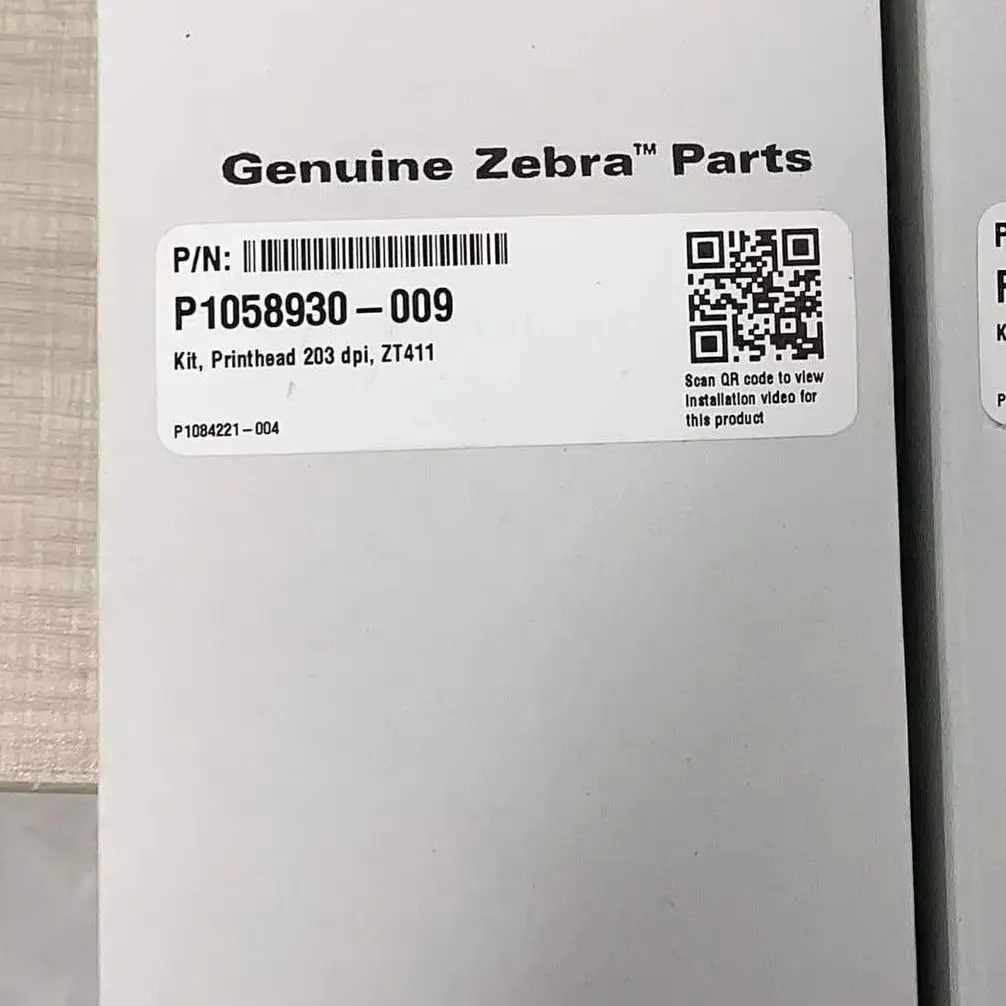 Genuine Zebra™ Parts
P/N:
P1058930-009
Kit, Printhead 203 dpi, ZT411
P1084221-004
Scan QR code to view
installation video for
this product